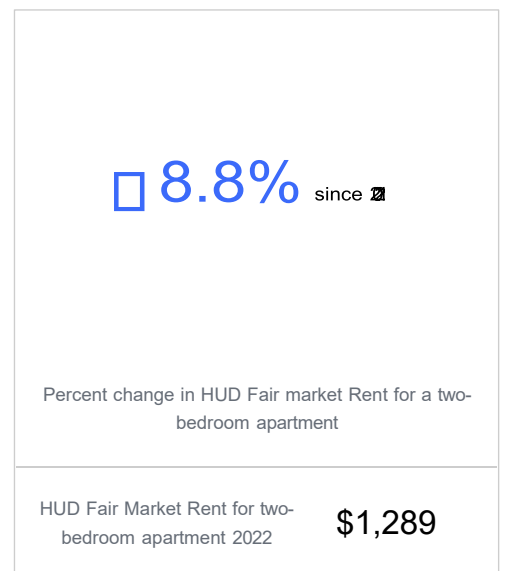 8.8% since
Percent change in HUD Fair market Rent for a two-
bedroom apartment
HUD Fair Market Rent for two-
bedroom apartment 2022
$1,289